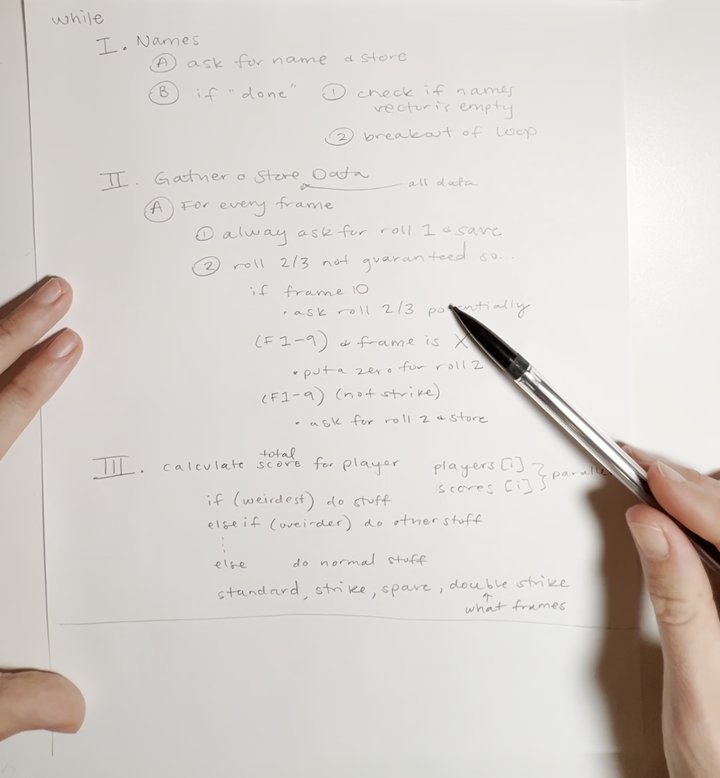 while
I. Names
(A) ask for name & store
(B) if "done" (1) check if names
vector is empty
(2) breakout of loop
II. Gather & Store Data
all data
(A) For every frame
(1) alway ask for roll 1 & save
(2) roll 2/3 not guaranteed so...
if frame 10
• ask roll 2/3 potentially
(F1-9) & frame is X
• put a zero for roll 2
(F1-9) (not strike)
• ask for roll 2 & store
III. calculate total score for player players [i]
scores [i]
if (weirdest) do stuff
else if (weirder) do other stuff
⋮
else do normal stuff
standard, strike, spare, double strike
↑
what frames